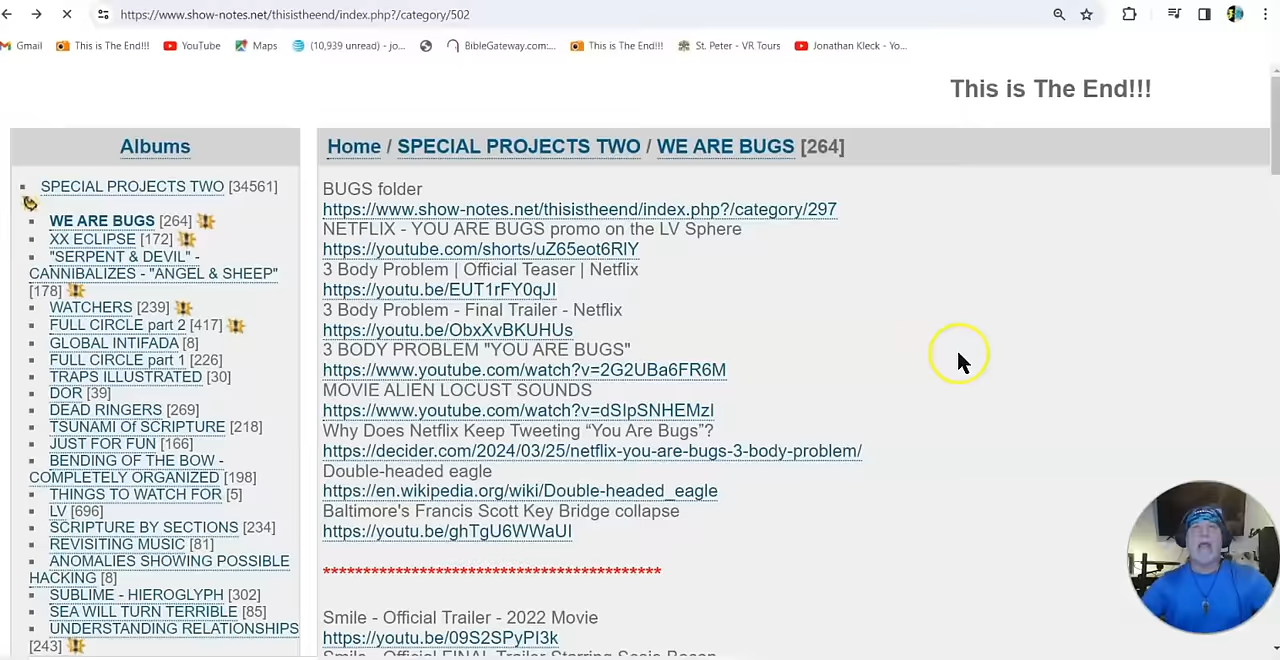 https://www.show-notes.net/thisistheend/index.php?/category/502
Gmail
This is The End!!!
YouTube
Maps
(10,939 unread) - jo...
BibleGateway.com:...
This is The End!!!
St. Peter - VR Tours
Jonathan Kleck - Yo...
This is The End!!!
Albums
SPECIAL PROJECTS TWO [34561]
WE ARE BUGS [264]
XX ECLIPSE [172]
"SERPENT & DEVIL" -
CANNIBALIZES - "ANGEL & SHEEP"
[178]
WATCHERS [239]
FULL CIRCLE part 2 [417]
GLOBAL INTIFADA [8]
FULL CIRCLE part 1 [226]
TRAPS ILLUSTRATED [30]
DOR [39]
DEAD RINGERS [269]
TSUNAMI Of SCRIPTURE [218]
JUST FOR FUN [166]
BENDING OF THE BOW -
COMPLETELY ORGANIZED [198]
THINGS TO WATCH FOR [5]
LV [696]
SCRIPTURE BY SECTIONS [234]
REVISITING MUSIC [81]
ANOMALIES SHOWING POSSIBLE
HACKING [8]
SUBLIME - HIEROGLYPH [302]
SEA WILL TURN TERRIBLE [85]
UNDERSTANDING RELATIONSHIPS
[243]
Home / SPECIAL PROJECTS TWO / WE ARE BUGS [264]
BUGS folder
https://www.show-notes.net/thisistheend/index.php?/category/297
NETFLIX - YOU ARE BUGS promo on the LV Sphere
https://youtube.com/shorts/uZ65eot6RlY
3 Body Problem | Official Teaser | Netflix
https://youtu.be/EUT1rFY0qJI
3 Body Problem - Final Trailer - Netflix
https://youtu.be/ObxXvBKUHUs
3 BODY PROBLEM "YOU ARE BUGS"
https://www.youtube.com/watch?v=2G2UBa6FR6M
MOVIE ALIEN LOCUST SOUNDS
https://www.youtube.com/watch?v=dSIpSNHEMzI
Why Does Netflix Keep Tweeting “You Are Bugs”?
https://decider.com/2024/03/25/netflix-you-are-bugs-3-body-problem/
Double-headed eagle
https://en.wikipedia.org/wiki/Double-headed_eagle
Baltimore's Francis Scott Key Bridge collapse
https://youtu.be/ghTgU6WWaUI
******************************************
Smile - Official Trailer - 2022 Movie
https://youtu.be/09S2SPyPI3k
Smile - Official FINAL Trailer Starring Sosie Bacon